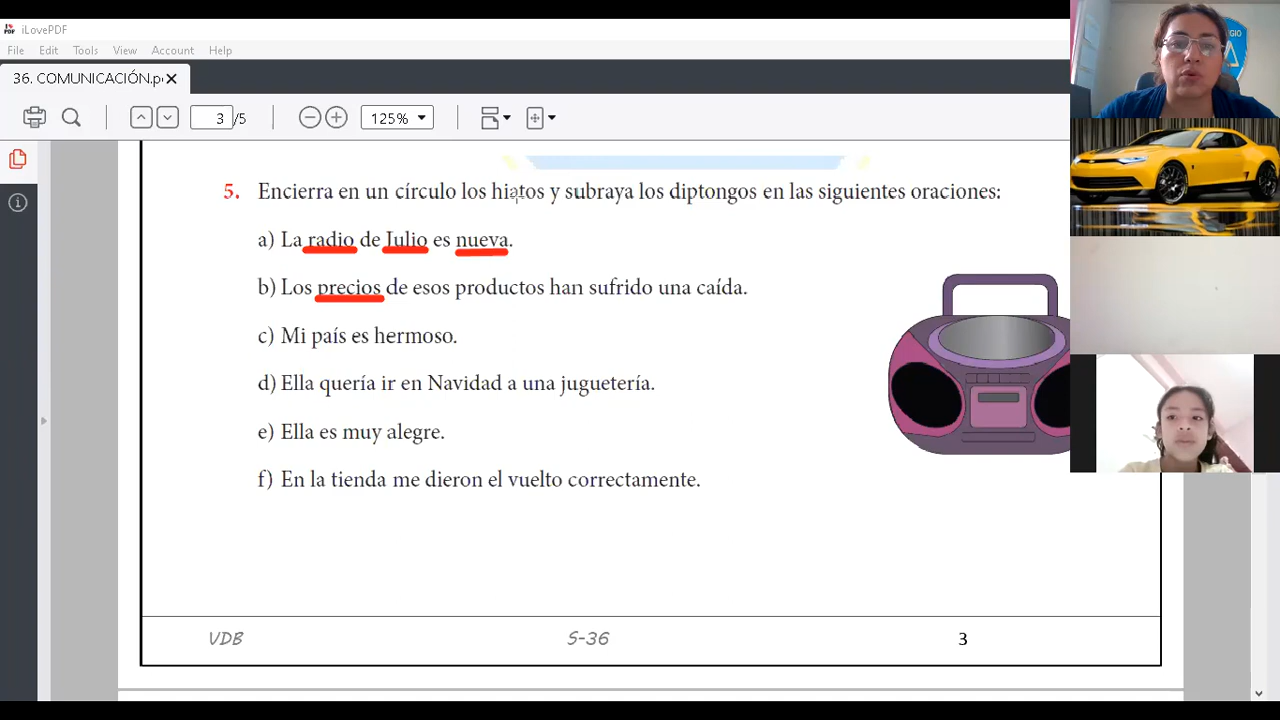 iLovePDF
File Edit Tools View Account Help
36. COMUNICACIÓN.p
3 /5 125%
5. Encierra en un círculo los hiatos y subraya los diptongos en las siguientes oraciones:
a) La radio de Julio es nueva.
b) Los precios de esos productos han sufrido una caída.
c) Mi país es hermoso.
d) Ella quería ir en Navidad a una juguetería.
e) Ella es muy alegre.
f) En la tienda me dieron el vuelto correctamente.
VDB S-36 3